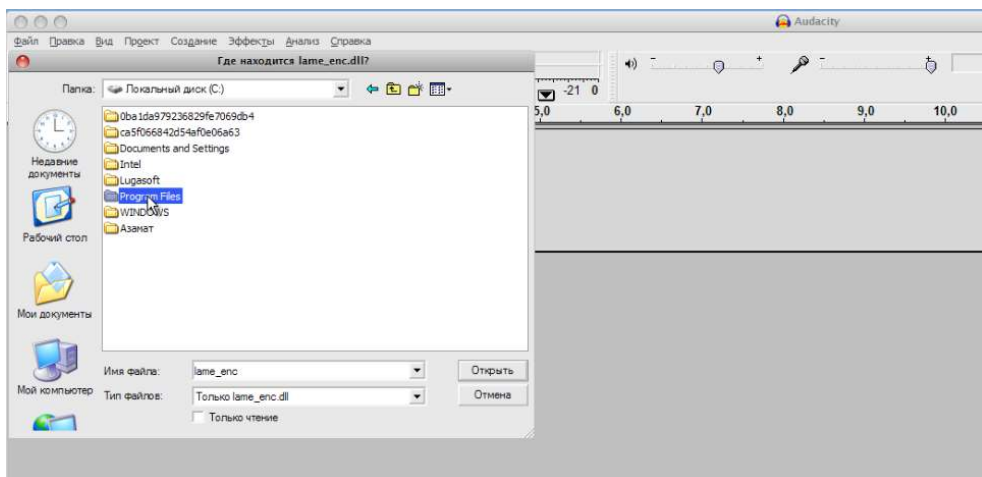 Audacity
Файл Правка Вид Проект Создание Эффекты Анализ Справка
Где находится lame_enc.dll?
Папка: Локальный диск (C:)
-21 0
5,0 6,0 7,0 8,0 9,0 10,0
0ba1da979236829fe7069db4
ca5f066842d54af0e06a63
Documents and Settings
Intel
Lugasoft
Program Files
WINDOWS
Азамат
Недавние документы
Рабочий стол
Мои документы
Мой компьютер
Имя файла: lame_enc Открыть
Тип файлов: Только lame_enc.dll Отмена
Только чтение